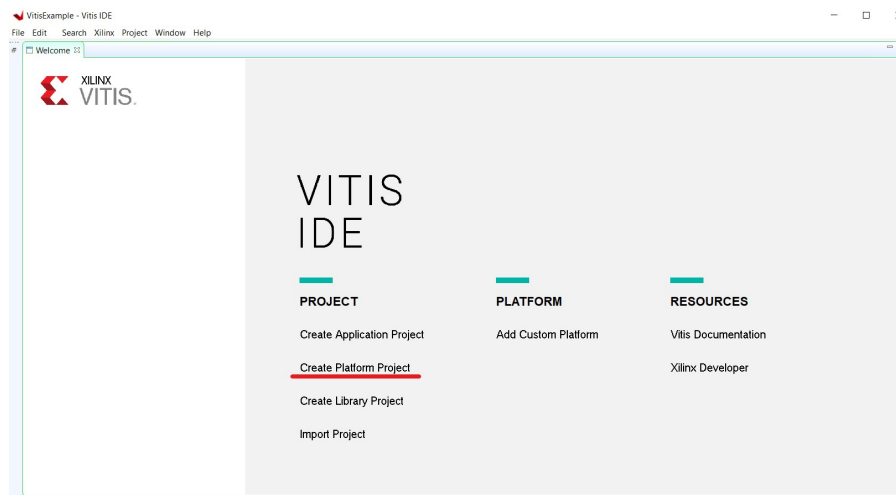 VitisExample - Vitis IDE
File Edit Search Xilinx Project Window Help
Welcome
XILINX
VITIS.
VITIS
IDE
PROJECT
PLATFORM
RESOURCES
Create Application Project
Add Custom Platform
Vitis Documentation
Create Platform Project
Xilinx Developer
Create Library Project
Import Project